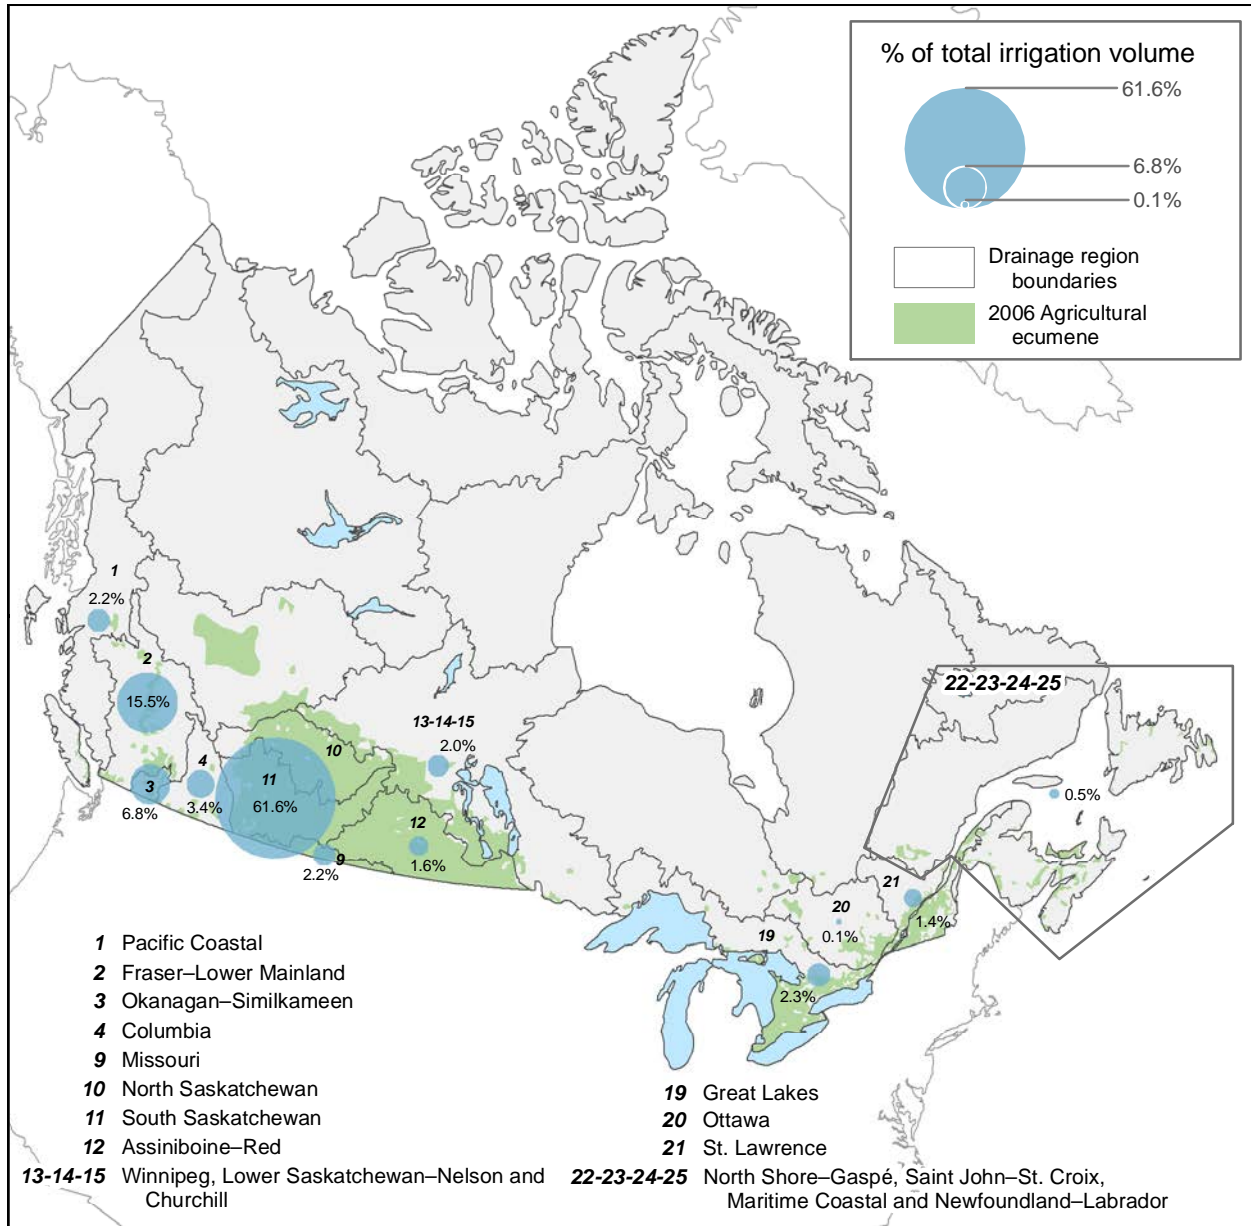 % of total irrigation volume
61.6%
6.8%
0.1%
Drainage region
boundaries
2006 Agricultural
ecumene
1
2.2%
2
15.5%
3
6.8%
4
3.4%
10
11
61.6%
9
2.2%
12
1.6%
13-14-15
2.0%
22-23-24-25
0.5%
21
1.4%
20
0.1%
19
2.3%
1 Pacific Coastal
2 Fraser–Lower Mainland
3 Okanagan–Similkameen
4 Columbia
9 Missouri
10 North Saskatchewan
11 South Saskatchewan
12 Assiniboine–Red
13-14-15 Winnipeg, Lower Saskatchewan–Nelson and
Churchill
19 Great Lakes
20 Ottawa
21 St. Lawrence
22-23-24-25 North Shore–Gaspé, Saint John–St. Croix,
Maritime Coastal and Newfoundland–Labrador